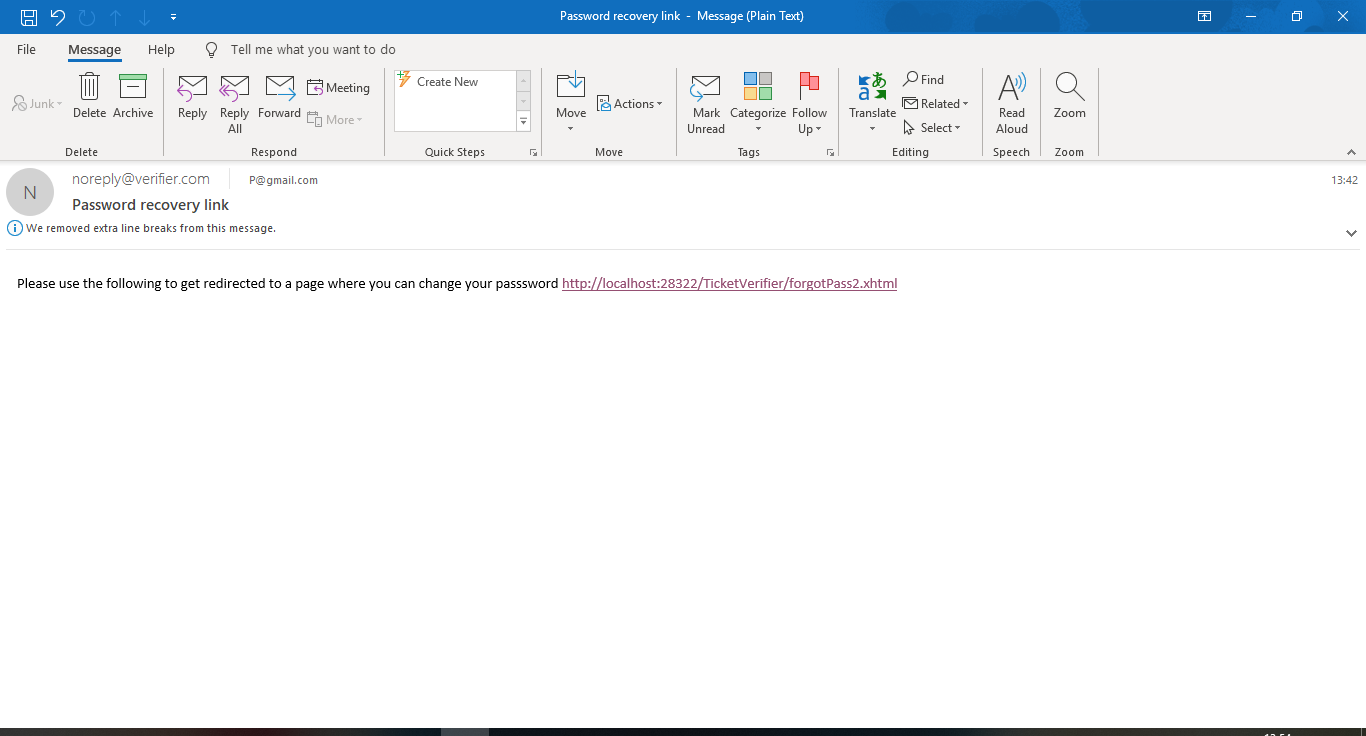 Password recovery link - Message (Plain Text)
File Message Help Tell me what you want to do
Junk
Delete
Archive
Reply
Reply All
Forward
Meeting
More
Create New
Move
Actions
Mark Unread
Categorize
Follow Up
Translate
Find
Related
Select
Read Aloud
Zoom
Delete Respond Quick Steps Move Tags Editing Speech Zoom
N
noreply@verifier.com P@gmail.com 13:42
Password recovery link
We removed extra line breaks from this message.
Please use the following to get redirected to a page where you can change your passsword http://localhost:28322/TicketVerifier/forgotPass2.xhtml